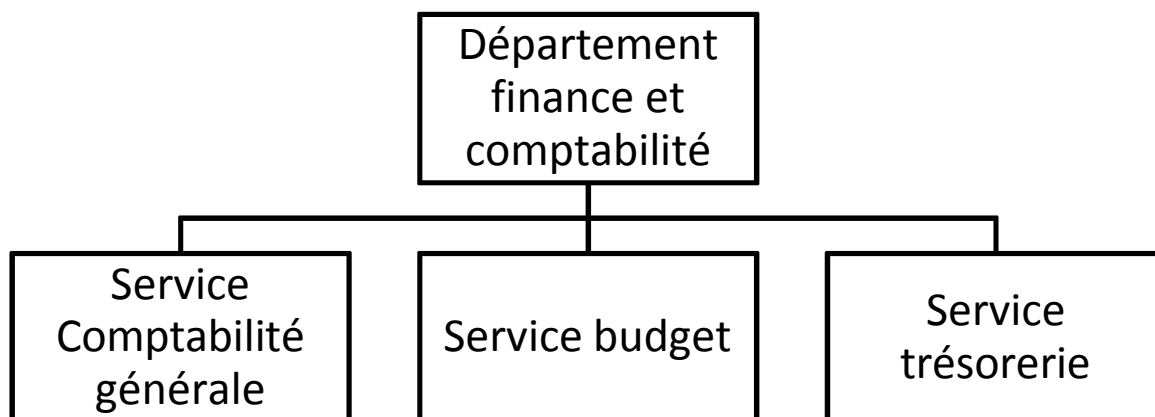 Département
finance et
comptabilité
Service
Comptabilité
générale
Service budget
Service
trésorerie